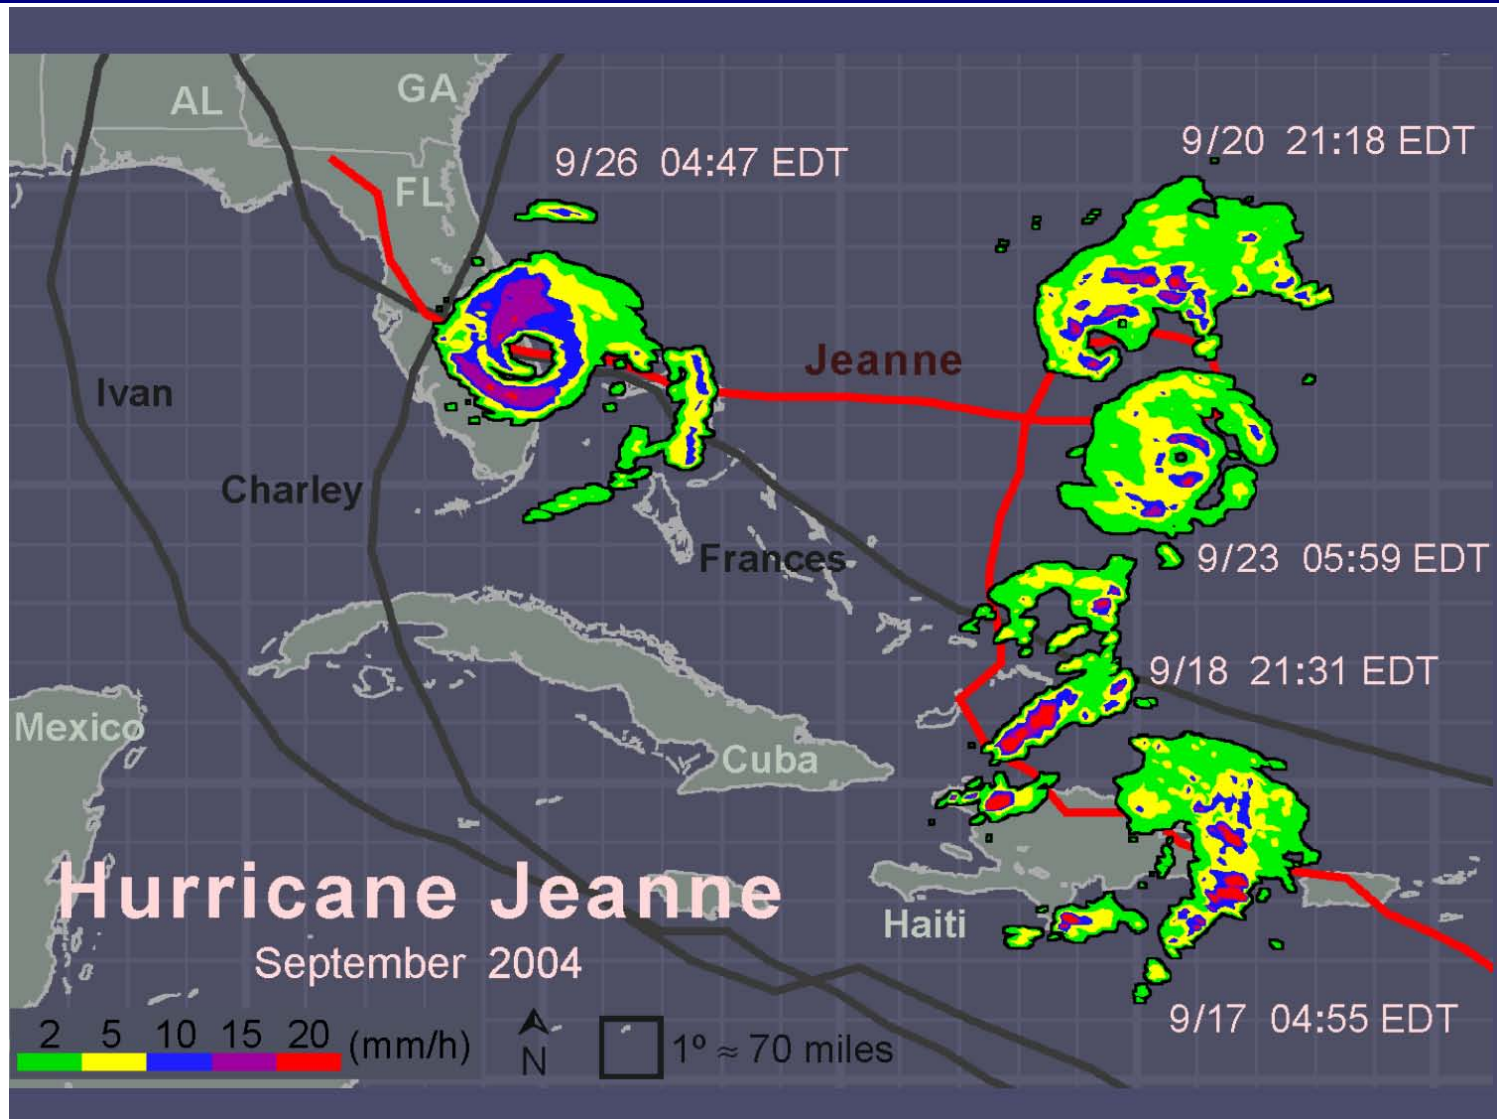 AL
GA
9/20 21:18 EDT
9/26 04:47 EDT
FL
Jeanne
Ivan
Charley
Frances
9/23 05:59 EDT
9/18 21:31 EDT
Mexico
Cuba
Hurricane Jeanne
Haiti
September 2004
9/17 04:55 EDT
2 5 10 15 20 (mm/h)
N
1º ≈ 70 miles